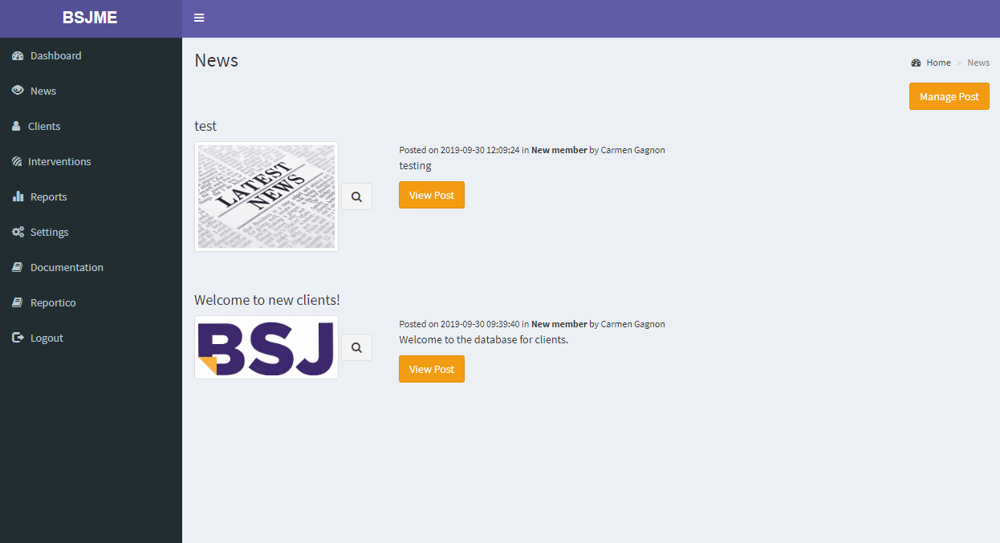 BSJME
Dashboard
News
Clients
Interventions
Reports
Settings
Documentation
Reportico
Logout
News
Home > News
Manage Post
test
LATEST
NEWS
Posted on 2019-09-30 12:09:24 in New member by Carmen Gagnon
testing
View Post
Welcome to new clients!
BSJ
Posted on 2019-09-30 09:39:40 in New member by Carmen Gagnon
Welcome to the database for clients.
View Post